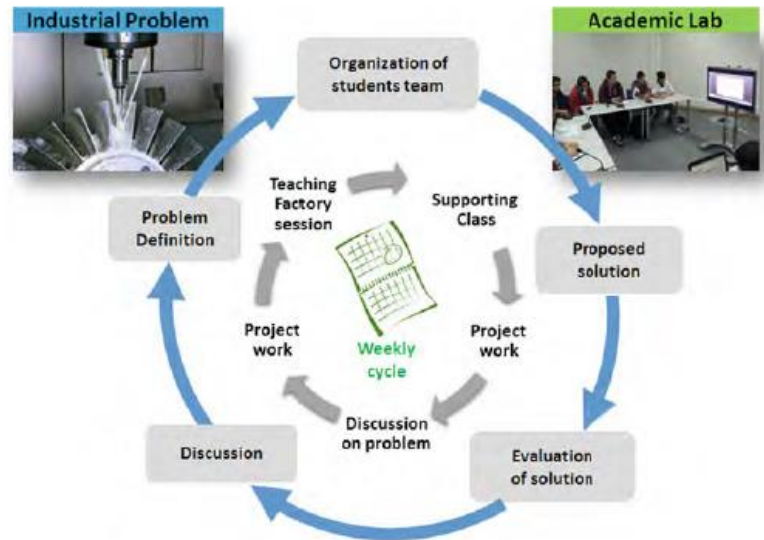 Industrial Problem
Academic Lab
Organization of
students team
Teaching
Factory
session
Supporting
Class
Problem
Definition
Proposed
solution
Project
work
Weekly
cycle
Project
work
Discussion
on problem
Discussion
Evaluation
of solution